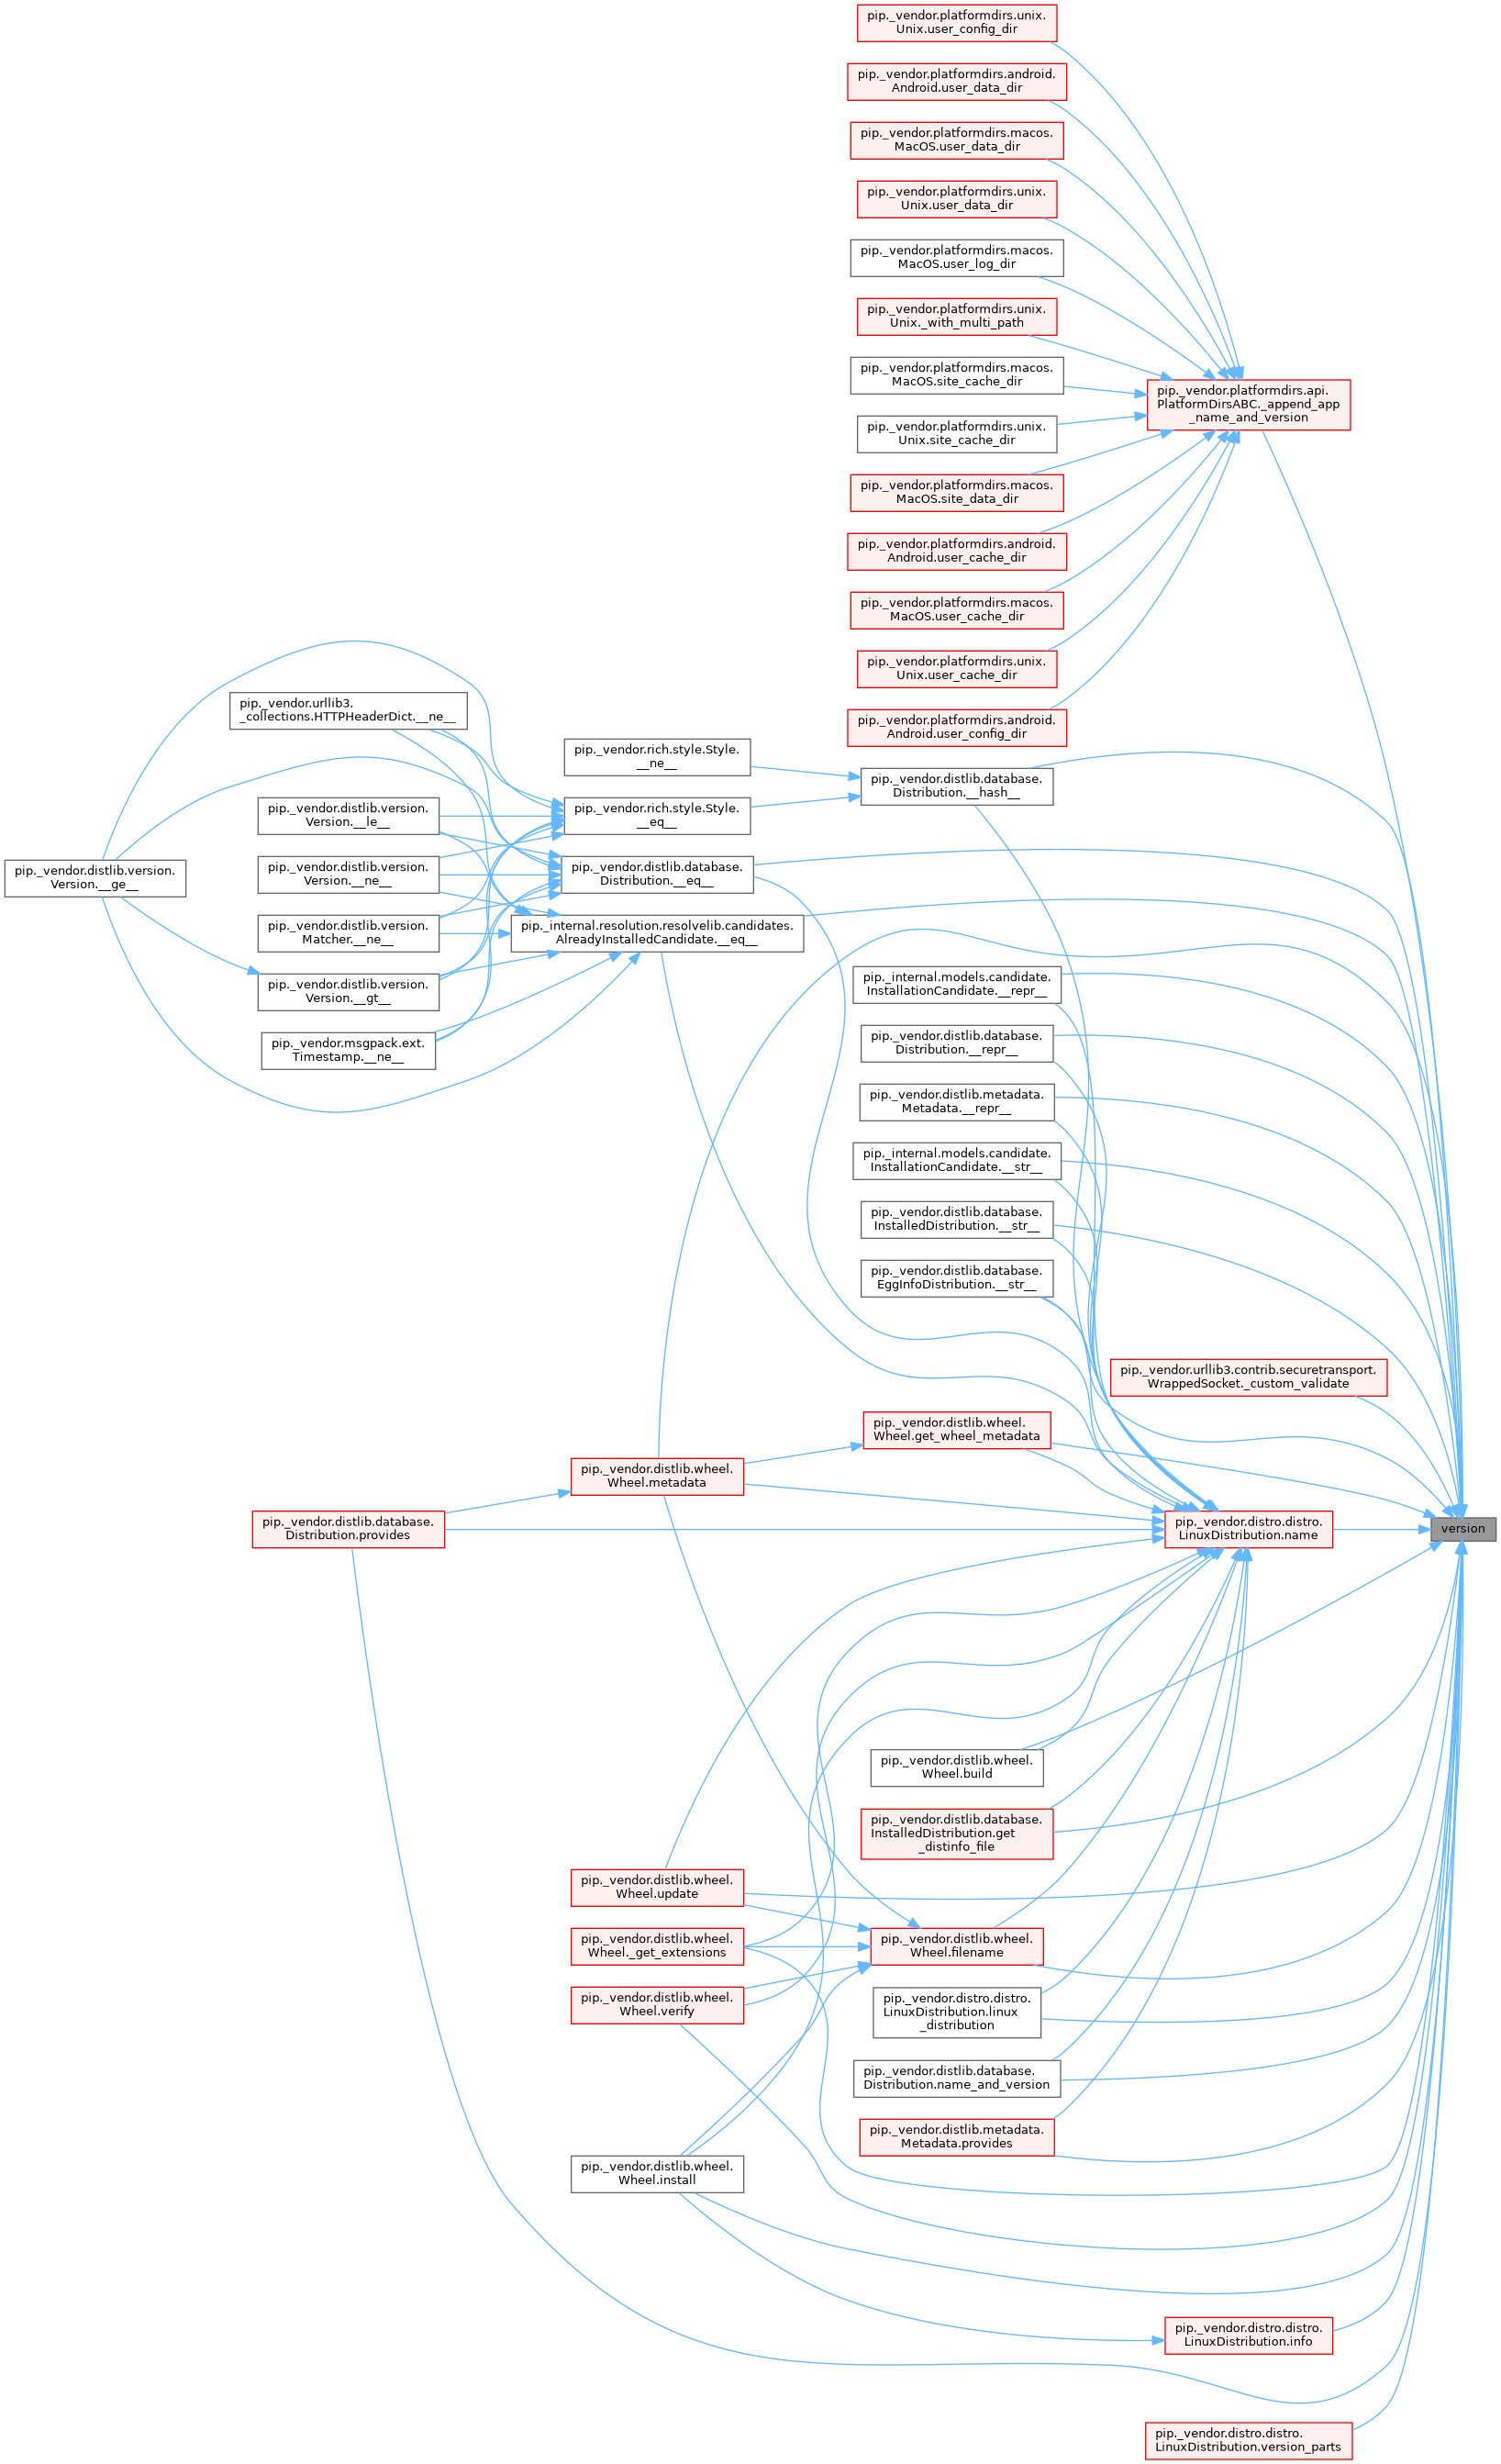 pip._vendor.platformdirs.unix.
Unix.user_config_dir
pip._vendor.platformdirs.android.
Android.user_data_dir
pip._vendor.platformdirs.macos.
MacOS.user_data_dir
pip._vendor.platformdirs.unix.
Unix.user_data_dir
pip._vendor.platformdirs.macos.
MacOS.user_log_dir
pip._vendor.platformdirs.unix.
Unix._with_multi_path
pip._vendor.platformdirs.macos.
MacOS.site_cache_dir
pip._vendor.platformdirs.api.
PlatformDirsABC._append_app
_name_and_version
pip._vendor.platformdirs.unix.
Unix.site_cache_dir
pip._vendor.platformdirs.macos.
MacOS.site_data_dir
pip._vendor.platformdirs.android.
Android.user_cache_dir
pip._vendor.platformdirs.macos.
MacOS.user_cache_dir
pip._vendor.platformdirs.unix.
Unix.user_cache_dir
pip._vendor.platformdirs.android.
Android.user_config_dir
pip._vendor.urllib3.
_collections.HTTPHeaderDict.__ne__
pip._vendor.rich.style.Style.
__ne__
pip._vendor.distlib.database.
Distribution.__hash__
pip._vendor.distlib.version.
Version.__le__
pip._vendor.rich.style.Style.
__eq__
pip._vendor.distlib.version.
Version.__ge__
pip._vendor.distlib.version.
Version.__ne__
pip._vendor.distlib.database.
Distribution.__eq__
pip._vendor.distlib.version.
Matcher.__ne__
pip._internal.resolution.resolvelib.candidates.
AlreadyInstalledCandidate.__eq__
pip._vendor.distlib.version.
Version.__gt__
pip._internal.models.candidate.
InstallationCandidate.__repr__
pip._vendor.msgpack.ext.
Timestamp.__ne__
pip._vendor.distlib.database.
Distribution.__repr__
pip._vendor.distlib.metadata.
Metadata.__repr__
pip._internal.models.candidate.
InstallationCandidate.__str__
pip._vendor.distlib.database.
InstalledDistribution.__str__
pip._vendor.distlib.database.
EggInfoDistribution.__str__
pip._vendor.urllib3.contrib.securetransport.
WrappedSocket._custom_validate
pip._vendor.distlib.wheel.
Wheel.get_wheel_metadata
pip._vendor.distlib.wheel.
Wheel.metadata
pip._vendor.distlib.database.
Distribution.provides
pip._vendor.distro.distro.
LinuxDistribution.name
version
pip._vendor.distlib.wheel.
Wheel.build
pip._vendor.distlib.database.
InstalledDistribution.get
_distinfo_file
pip._vendor.distlib.wheel.
Wheel.update
pip._vendor.distlib.wheel.
Wheel._get_extensions
pip._vendor.distlib.wheel.
Wheel.filename
pip._vendor.distlib.wheel.
Wheel.verify
pip._vendor.distro.distro.
LinuxDistribution.linux
_distribution
pip._vendor.distlib.database.
Distribution.name_and_version
pip._vendor.distlib.metadata.
Metadata.provides
pip._vendor.distlib.wheel.
Wheel.install
pip._vendor.distro.distro.
LinuxDistribution.info
pip._vendor.distro.distro.
LinuxDistribution.version_parts